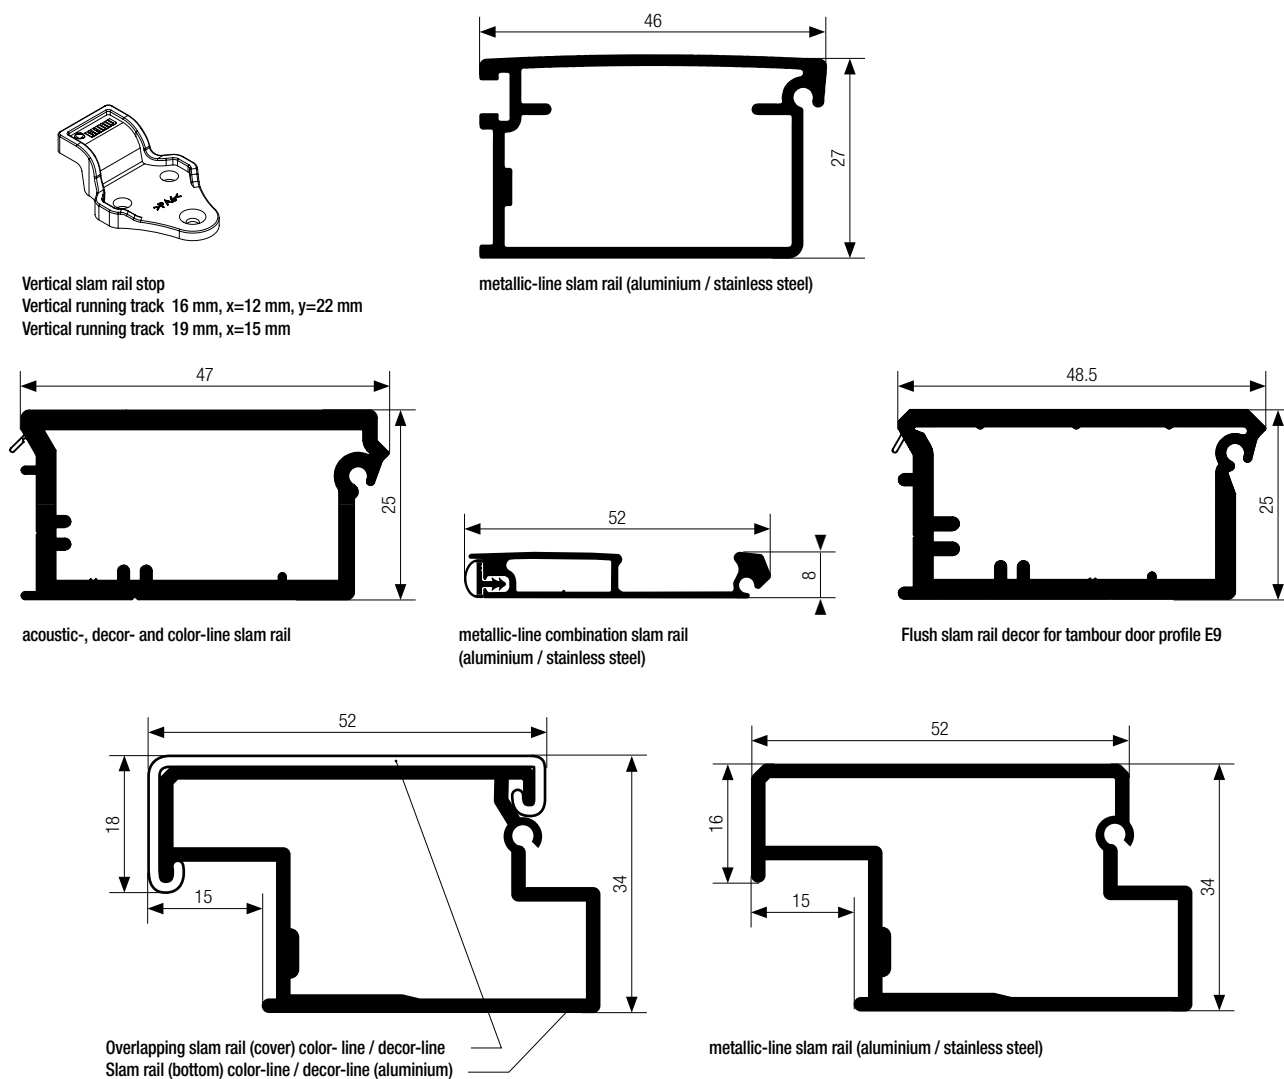 46
27
Vertical slam rail stop
Vertical running track 16 mm, x=12 mm, y=22 mm
Vertical running track 19 mm, x=15 mm
metallic-line slam rail (aluminium / stainless steel)
47
25
acoustic-, decor- and color-line slam rail
52
8
metallic-line combination slam rail
(aluminium / stainless steel)
48.5
25
Flush slam rail decor for tambour door profile E9
52
18
15
34
Overlapping slam rail (cover) color- line / decor-line
Slam rail (bottom) color-line / decor-line (aluminium)
52
16
15
34
metallic-line slam rail (aluminium / stainless steel)